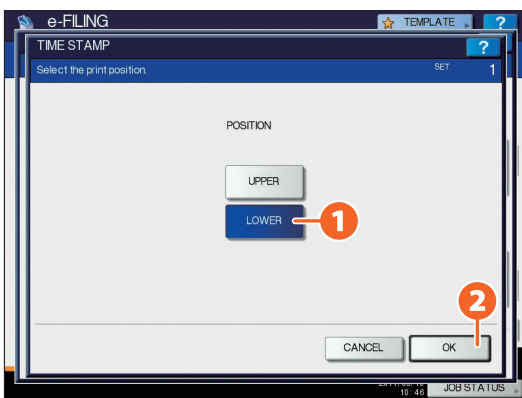 e-FILING
TEMPLATE
?
TIME STAMP
?
Select the print position
SET 1
POSITION
UPPER
LOWER
1
2
CANCEL
OK
10:46
JOB STATUS